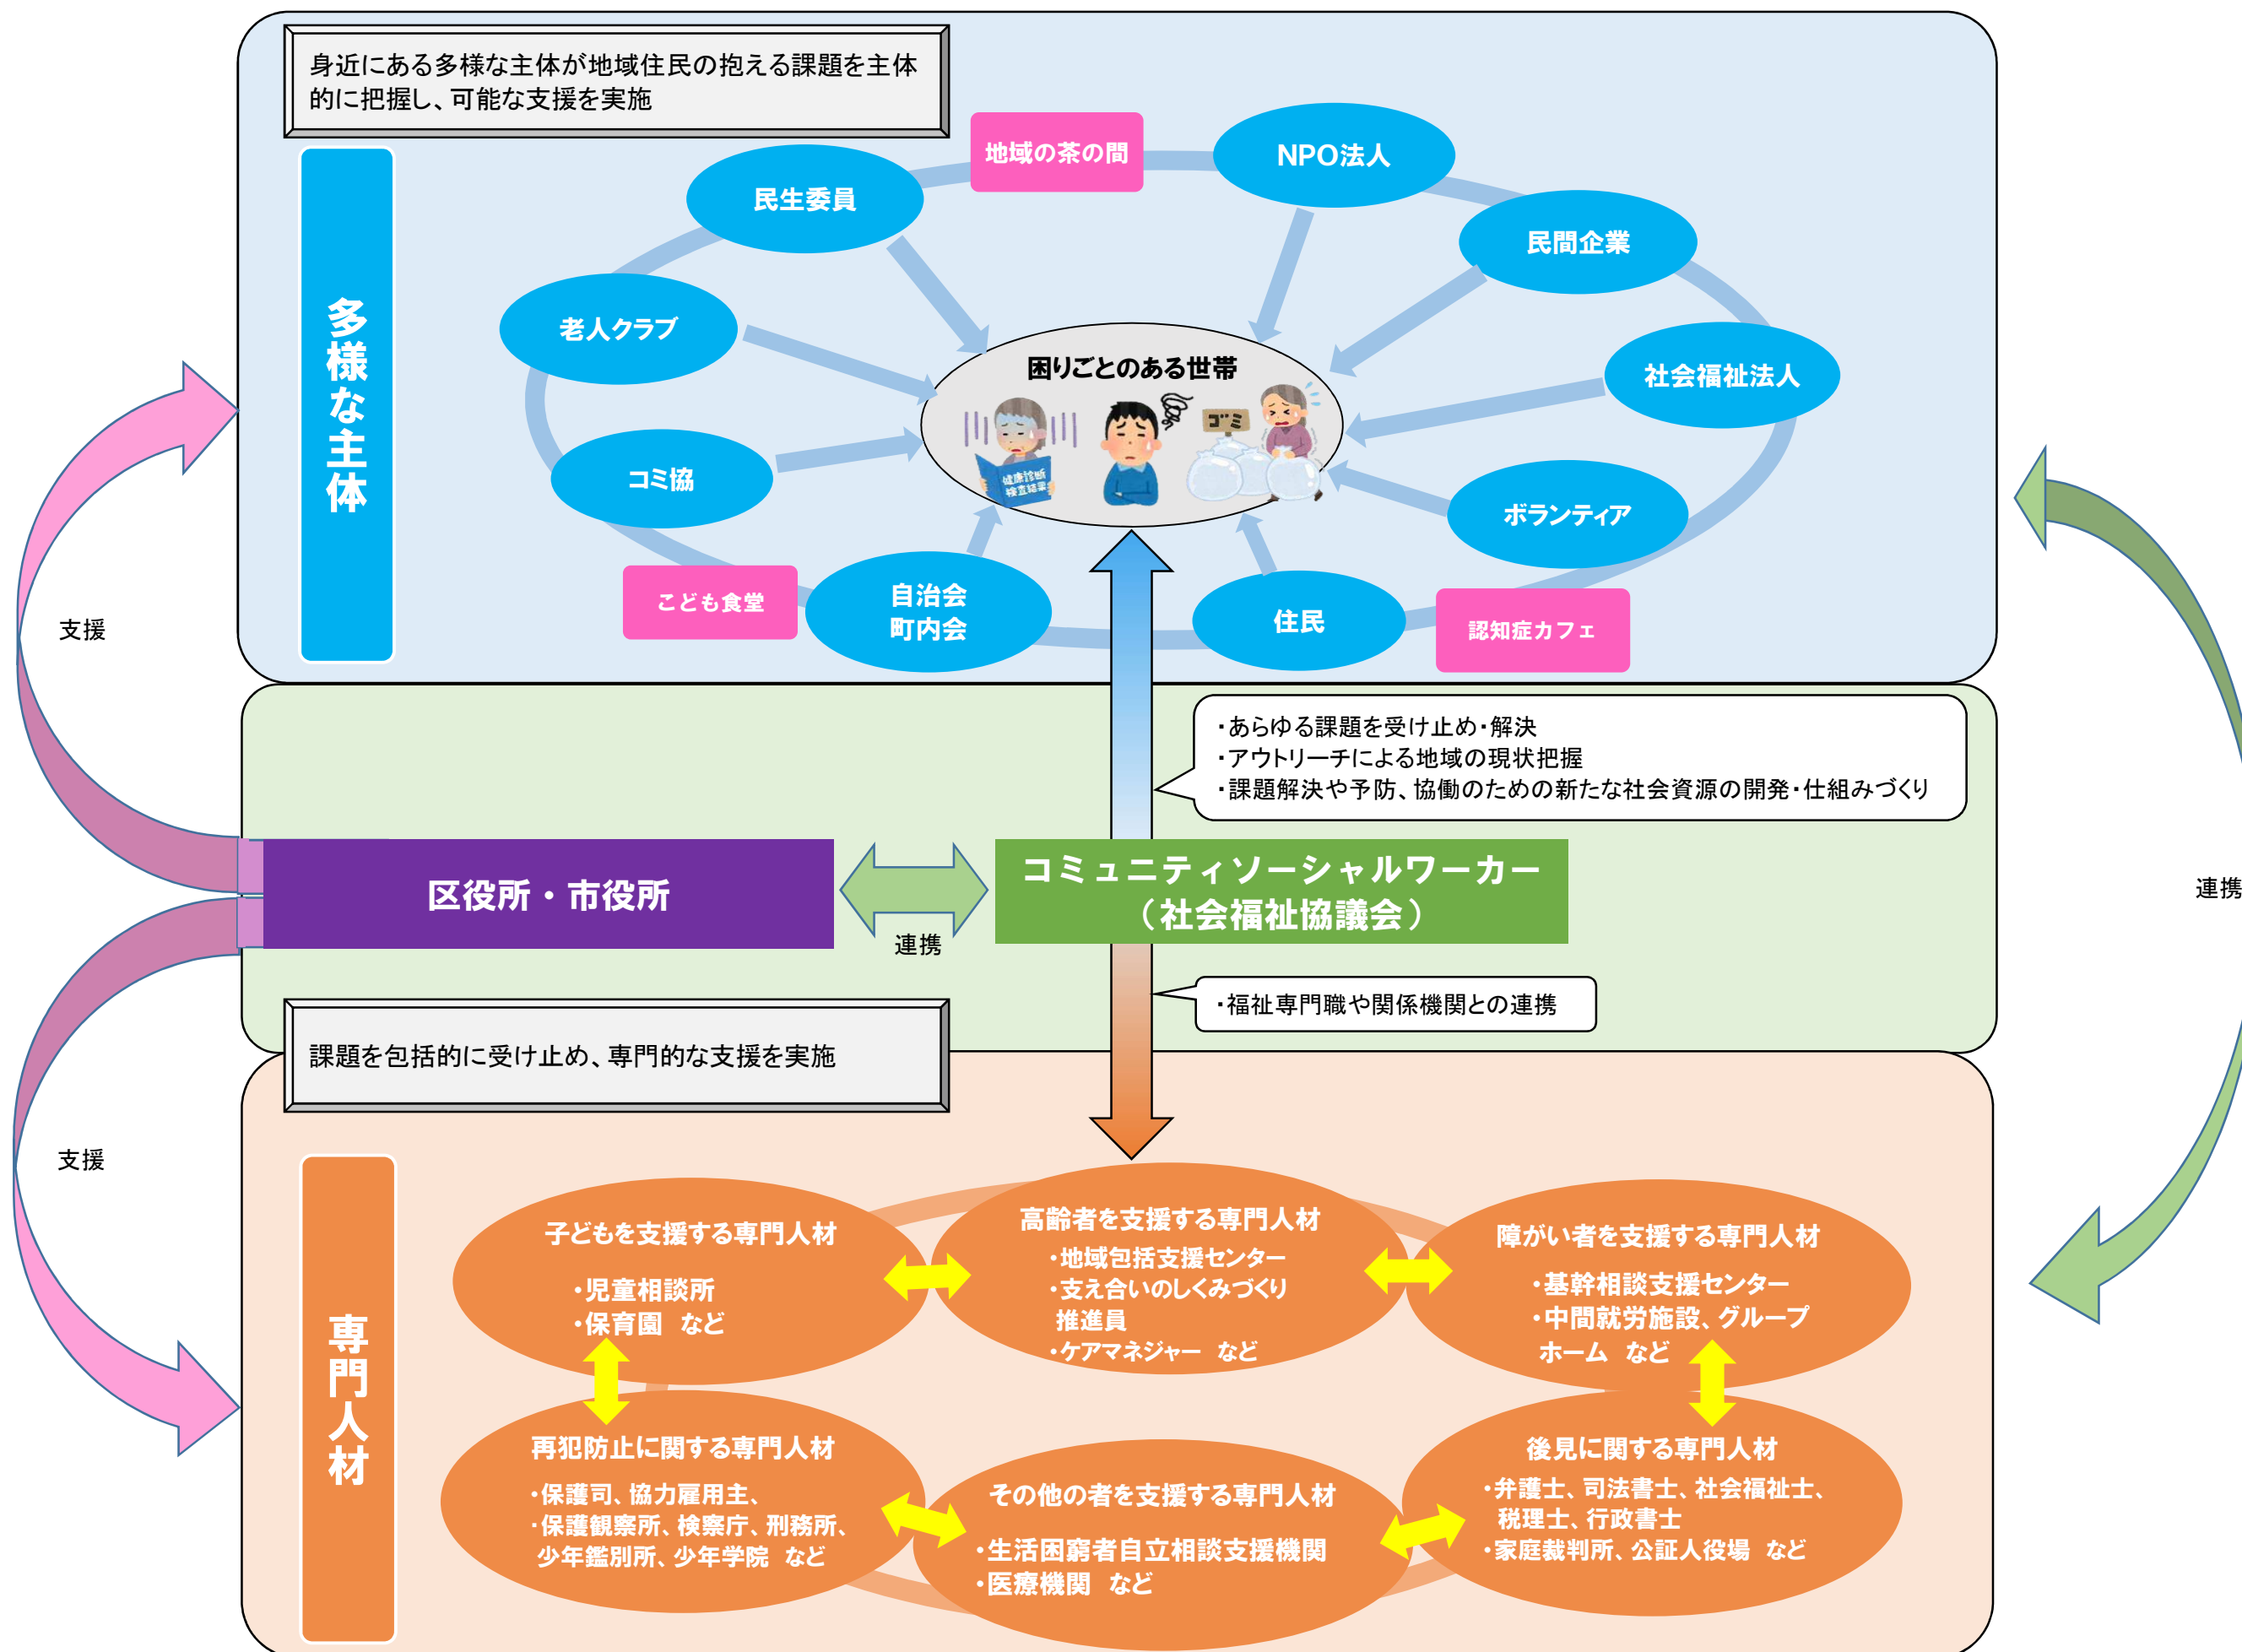 身近にある多様な主体が地域住民の抱える課題を主体
的に把握し、可能な支援を実施
多様な主体
地域の茶の間
NPO法人
民生委員
民間企業
老人クラブ
困りごとのある世帯
社会福祉法人
ゴミ
健康診断
検査結果
コミ協
ボランティア
こども食堂
自治会
町内会
住民
認知症カフェ
支援
・あらゆる課題を受け止め・解決
・アウトリーチによる地域の現状把握
・課題解決や予防、協働のための新たな社会資源の開発・仕組みづくり
区役所・市役所
連携
コミュニティソーシャルワーカー
（社会福祉協議会）
連携
・福祉専門職や関係機関との連携
課題を包括的に受け止め、専門的な支援を実施
支援
専門人材
子どもを支援する専門人材
・児童相談所
・保育園　など
高齢者を支援する専門人材
・地域包括支援センター
・支え合いのしくみづくり
推進員
・ケアマネジャー　など
障がい者を支援する専門人材
・基幹相談支援センター
・中間就労施設、グループ
ホーム　など
再犯防止に関する専門人材
・保護司、協力雇用主、
・保護観察所、検察庁、刑務所、
少年鑑別所、少年学院　など
その他の者を支援する専門人材
・生活困窮者自立相談支援機関
・医療機関　など
後見に関する専門人材
・弁護士、司法書士、社会福祉士、
税理士、行政書士
・家庭裁判所、公証人役場　など